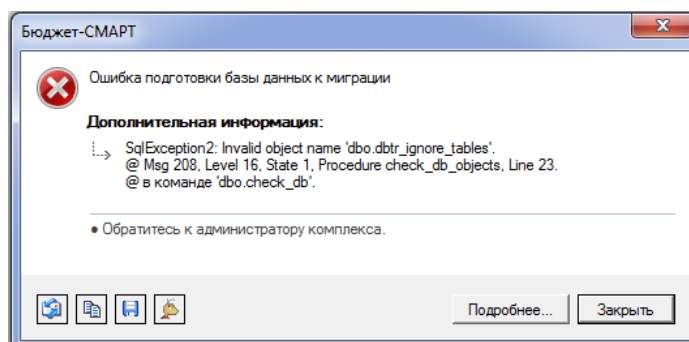 Бюджет-СМАРТ
Ошибка подготовки базы данных к миграции
Дополнительная информация:
SqlException2: Invalid object name 'dbo.dbtr_ignore_tables'.
@ Msg 208, Level 16, State 1, Procedure check_db_objects, Line 23.
@ в команде 'dbo.check_db'.
• Обратитесь к администратору комплекса.
Подробнее... Закрыть